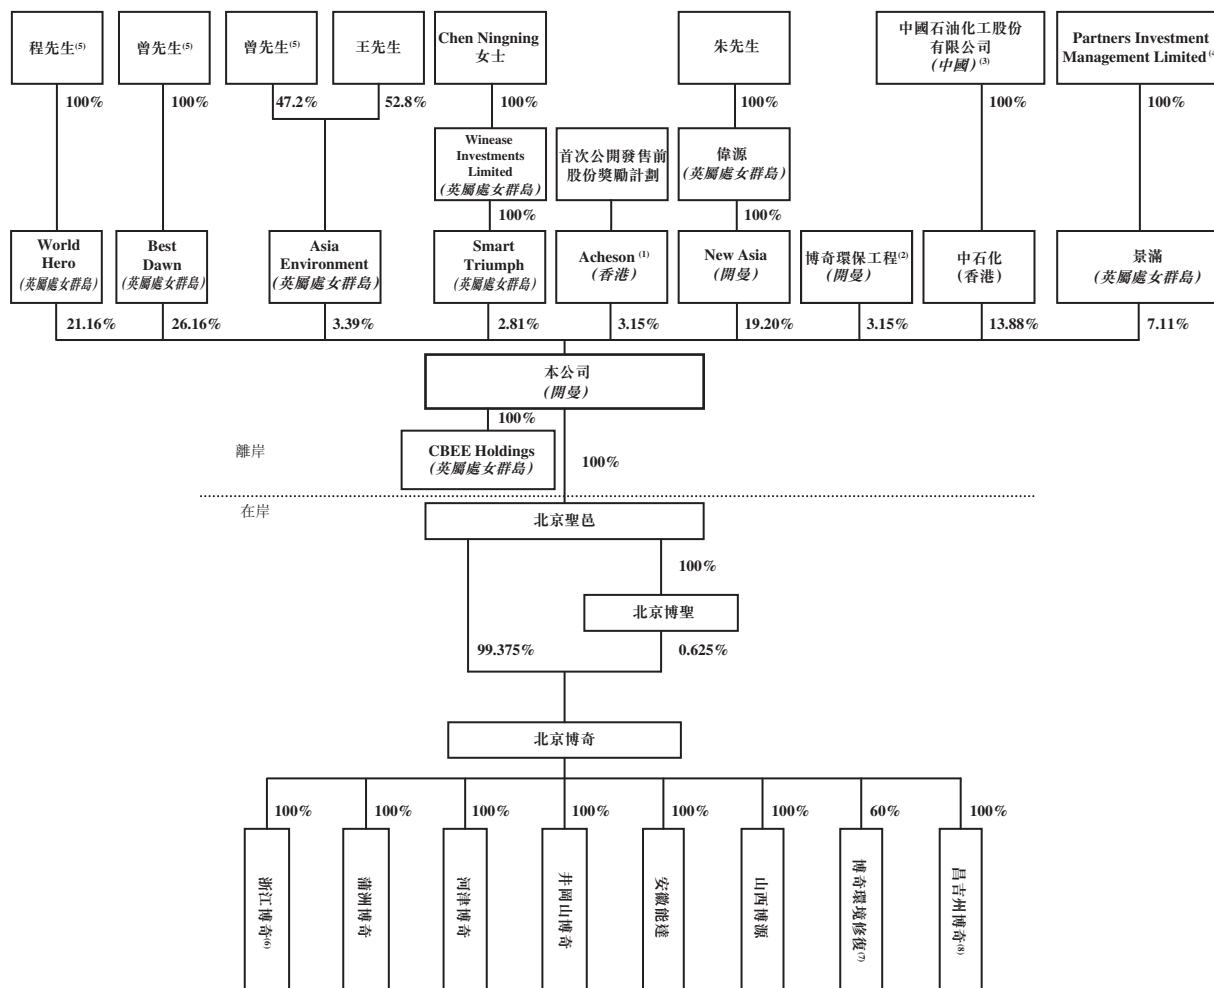 程先生(5)
曾先生(5)
曾先生(5)
王先生
Chen Ningning
女士
朱先生
中國石油化工股份
有限公司
(中國)(3)
Partners Investment
Management Limited(4
100%
100%
47.2%
52.8%
100%
100%
100%
100%
Winease
Investments
Limited
(英屬處女群島)
首次公開發售前
股份獎勵計劃
偉源
(英屬處女群島)
100%
100%
World
Hero
(英屬處女群島)
Best
Dawn
(英屬處女群島)
Asia
Environment
(英屬處女群島)
Smart
Triumph
(英屬處女群島)
Acheson (1)
(香港)
New Asia
(開曼)
博奇環保工程(2)
(開曼)
中石化
(香港)
景滿
(英屬處女群島)
21.16%
26.16%
3.39%
2.81%
3.15%
19.20%
3.15%
13.88%
7.11%
本公司
(開曼)
100%
CBEE Holdings
(英屬處女群島)
100%
離岸
在岸
北京聖邑
100%
北京博聖
99.375%
0.625%
北京博奇
100%
100%
100%
100%
100%
100%
60%
100%
浙江博奇(6)
蒲洲博奇
河津博奇
井岡山博奇
安徽能達
山西博源
博奇環境修復(7)
昌吉州博奇(8)